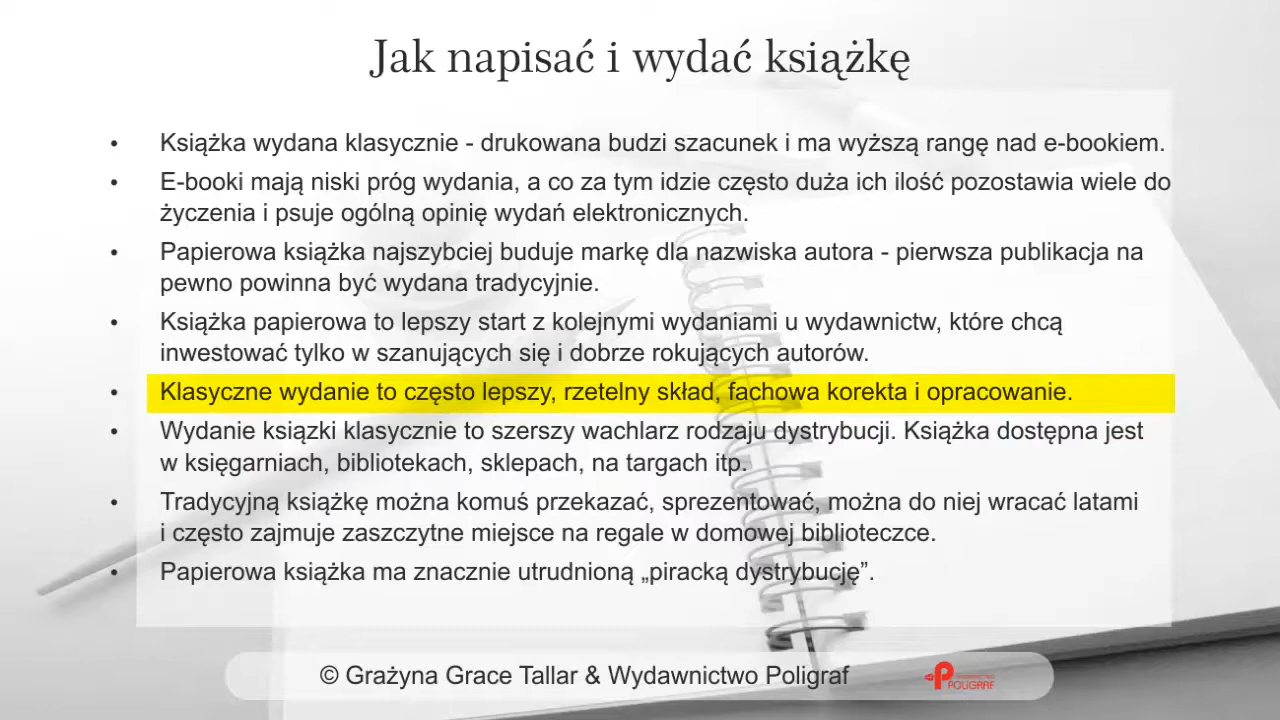 Jak napisać i wydać książkę
• Książka wydana klasycznie - drukowana budzi szacunek i ma wyższą rangę nad e-bookiem.
• E-booki mają niski próg wydania, a co za tym idzie często duża ich ilość pozostawia wiele do
życzenia i psuje ogólną opinię wydań elektronicznych.
• Papierowa książka najszybciej buduje markę dla nazwiska autora - pierwsza publikacja na
pewno powinna być wydana tradycyjnie.
• Książka papierowa to lepszy start z kolejnymi wydaniami u wydawnictw, które chcą
inwestować tylko w szanujących się i dobrze rokujących autorów.
• Klasyczne wydanie to często lepszy, rzetelny skład, fachowa korekta i opracowanie.
• Wydanie ksiązki klasycznie to szerszy wachlarz rodzaju dystrybucji. Książka dostępna jest
w księgarniach, bibliotekach, sklepach, na targach itp.
• Tradycyjną książkę można komuś przekazać, sprezentować, można do niej wracać latami
i często zajmuje zaszczytne miejsce na regale w domowej biblioteczce.
• Papierowa książka ma znacznie utrudnioną „piracką dystrybucję”.
© Grażyna Grace Tallar & Wydawnictwo Poligraf
WYDAWNICTWO
POLIGRAF